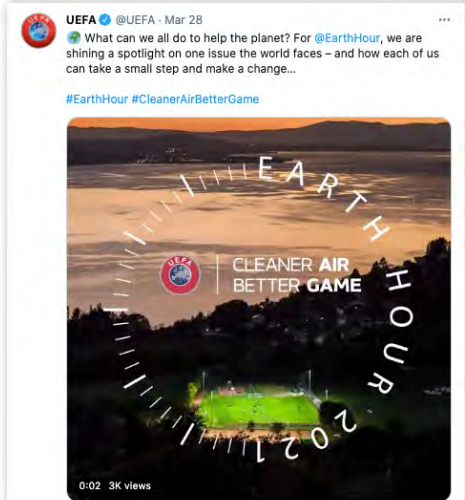 UEFA @UEFA · Mar 28
What can we all do to help the planet? For @EarthHour, we are
shining a spotlight on one issue the world faces – and how each of us
can take a small step and make a change...
#EarthHour #CleanerAirBetterGame
EARTH HOUR 2021
UEFA
CLEANER AIR
BETTER GAME
0:02 3K views